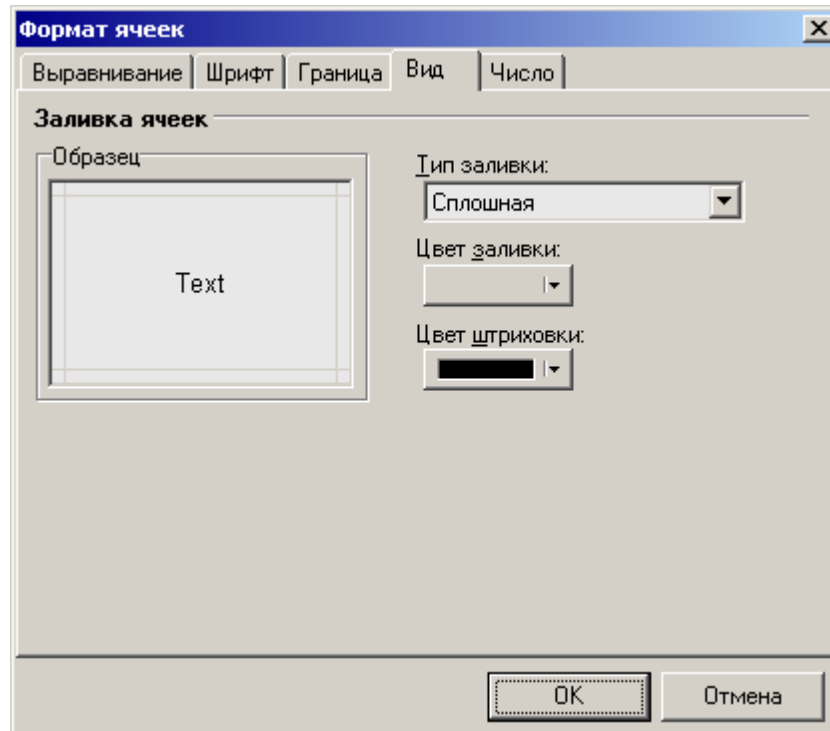 Формат ячеек
Выравнивание Шрифт Граница Вид Число
Заливка ячеек
Образец
Text
Тип заливки:
Сплошная
Цвет заливки:
Цвет штриховки:
OK Отмена